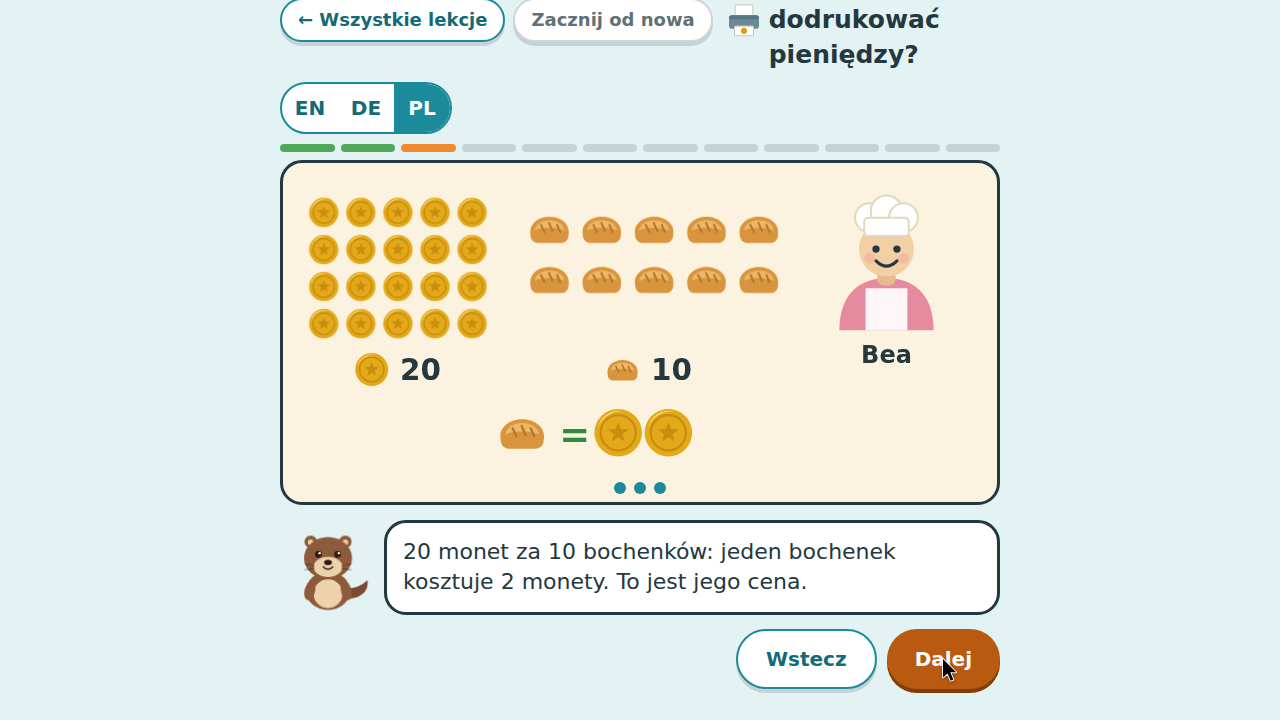 ← Wszystkie lekcje
Zacznij od nowa
dodrukować
pieniędzy?
EN DE PL
20
10
Bea
=
20 monet za 10 bochenków: jeden bochenek
kosztuje 2 monety. To jest jego cena.
Wstecz
Dalej